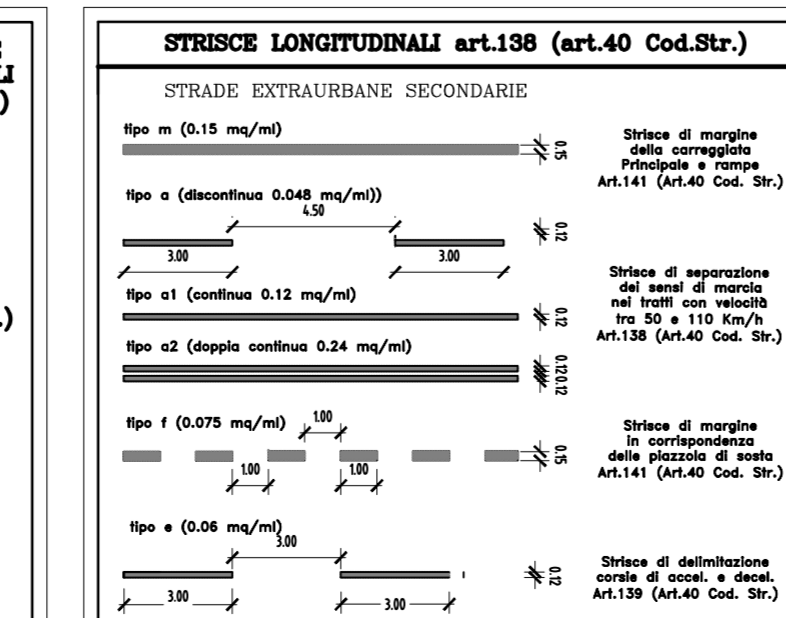 LI
)
.)
STRISCE LONGITUDINALI art.138 (art.40 Cod.Str.)
STRADE EXTRAURBANE SECONDARIE
tipo m (0.15 mq/ml)
0.15
Strisce di margine
della carreggiata
Principale e rampe
Art.141 (Art.40 Cod. Str.)
tipo a (discontinua 0.048 mq/ml))
4.50
0.12
3.00
3.00
tipo a1 (continua 0.12 mq/ml)
0.12
Strisce di separazione
dei sensi di marcia
nei tratti con velocità
tra 50 e 110 Km/h
Art.138 (Art.40 Cod. Str.)
tipo a2 (doppia continua 0.24 mq/ml)
0.12
0.12
tipo f (0.075 mq/ml)
1.00
0.15
1.00
1.00
Strisce di margine
in corrispondenza
delle piazzola di sosta
Art.141 (Art.40 Cod. Str.)
tipo e (0.06 mq/ml)
3.00
0.12
3.00
3.00
Strisce di delimitazione
corsie di accel. e decel.
Art.139 (Art.40 Cod. Str.)